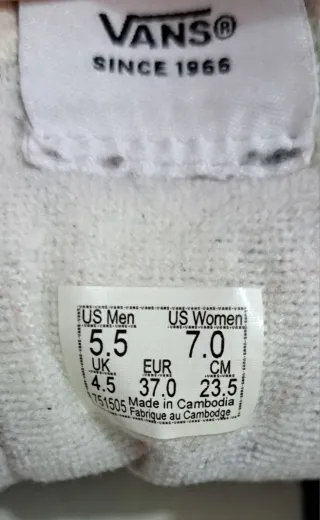 VANS®
SINCE 1966
US Men US Women
5.5 7.0
UK EUR CM
4.5 37.0 23.5
751505 Made in Cambodia
Fabrique au Cambodge